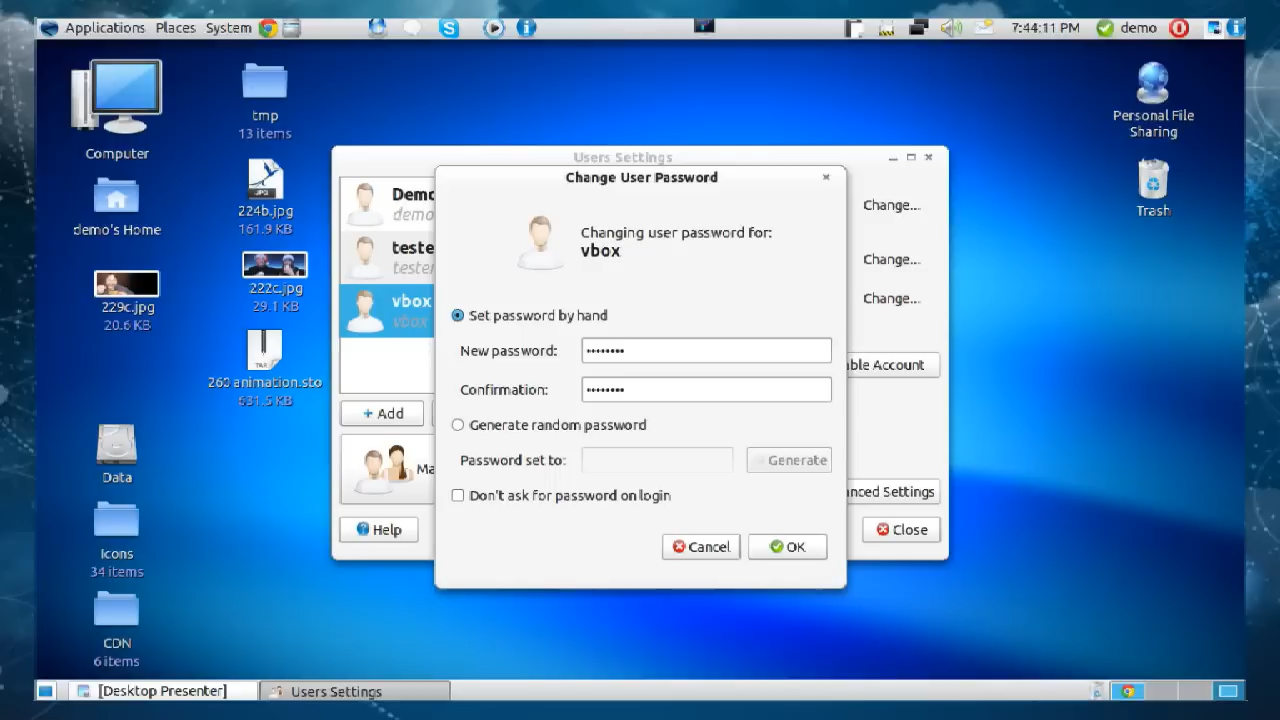 Applications Places System
7:44:11 PM demo
Computer
demo's Home
229c.jpg
20.6 KB
Data
Icons
34 items
CDN
6 items
tmp
13 items
JPG
224b.jpg
161.9 KB
222c.jpg
29.1 KB
TAR
260 animation.sto
631.5 KB
Personal File
Sharing
Trash
Users Settings
Demo
demo
teste
tester
vbox
vbox
+ Add
Ma
Help
Change...
Change...
Change...
ble Account
nced Settings
Close
Change User Password
Changing user password for:
vbox
Set password by hand
New password: ••••••••
Confirmation: ••••••••
Generate random password
Password set to:
Generate
Don't ask for password on login
Cancel
OK
[Desktop Presenter]
Users Settings